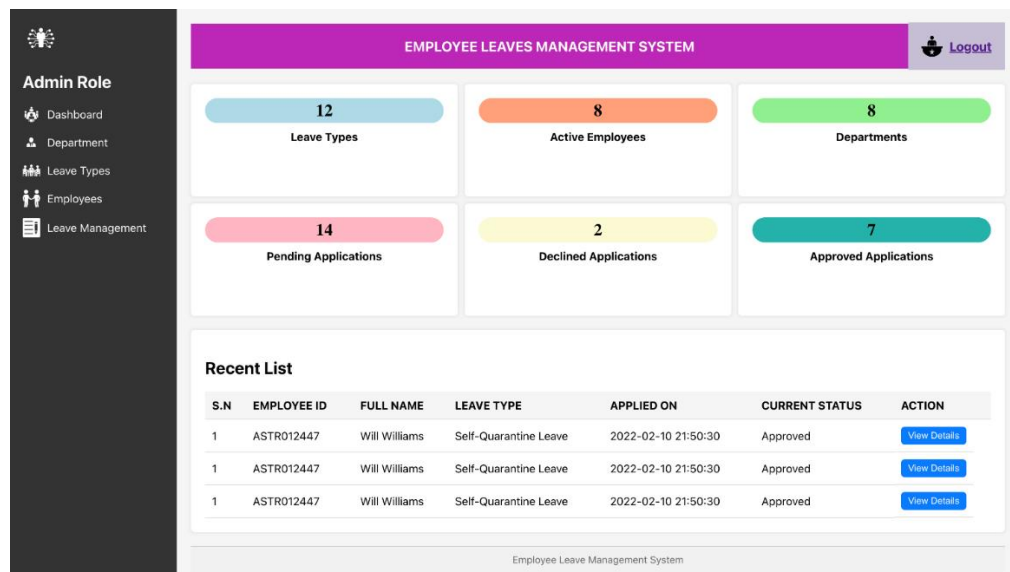 Admin Role
Dashboard
Department
Leave Types
Employees
Leave Management
EMPLOYEE LEAVES MANAGEMENT SYSTEM
Logout
12
Leave Types
8
Active Employees
8
Departments
14
Pending Applications
2
Declined Applications
7
Approved Applications
Recent List
S.N EMPLOYEE ID FULL NAME LEAVE TYPE APPLIED ON CURRENT STATUS ACTION
1 ASTR012447 Will Williams Self-Quarantine Leave 2022-02-10 21:50:30 Approved View Details
1 ASTR012447 Will Williams Self-Quarantine Leave 2022-02-10 21:50:30 Approved View Details
1 ASTR012447 Will Williams Self-Quarantine Leave 2022-02-10 21:50:30 Approved View Details
Employee Leave Management System